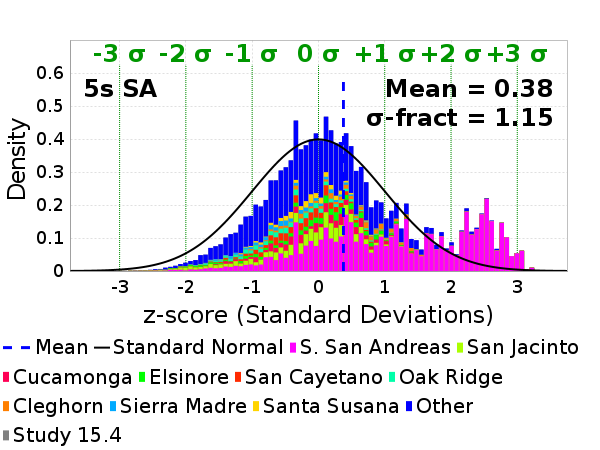 -3 σ -2 σ -1 σ 0 σ +1 σ +2 σ +3 σ
5s SA
Mean = 0.38
σ-fract = 1.15
0.6
0.5
0.4
0.3
0.2
0.1
0
Density
-3 -2 -1 0 1 2 3
z-score (Standard Deviations)
Mean Standard Normal S. San Andreas San Jacinto
Cucamonga Elsinore San Cayetano Oak Ridge
Cleghorn Sierra Madre Santa Susana Other
Study 15.4